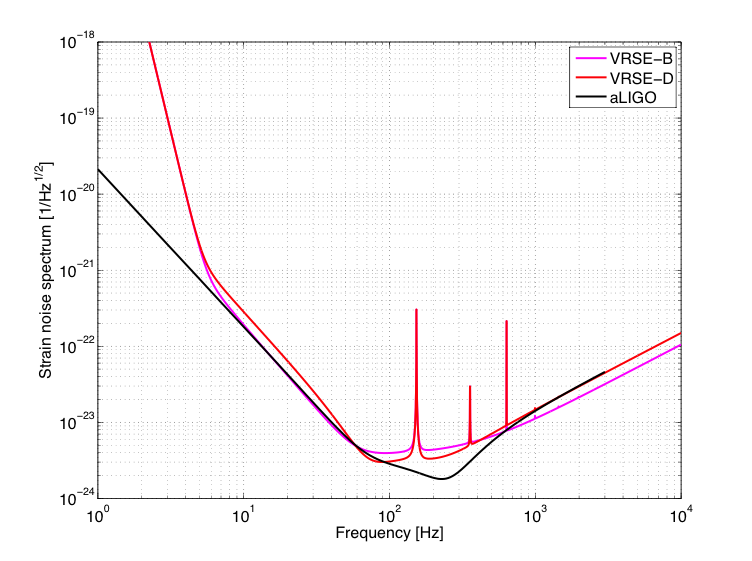 10^-18
10^-19
10^-20
10^-21
10^-22
10^-23
10^-24
Strain noise spectrum [1/Hz^1/2]
VRSE−B
VRSE−D
aLIGO
10^0 10^1 10^2 10^3 10^4
Frequency [Hz]